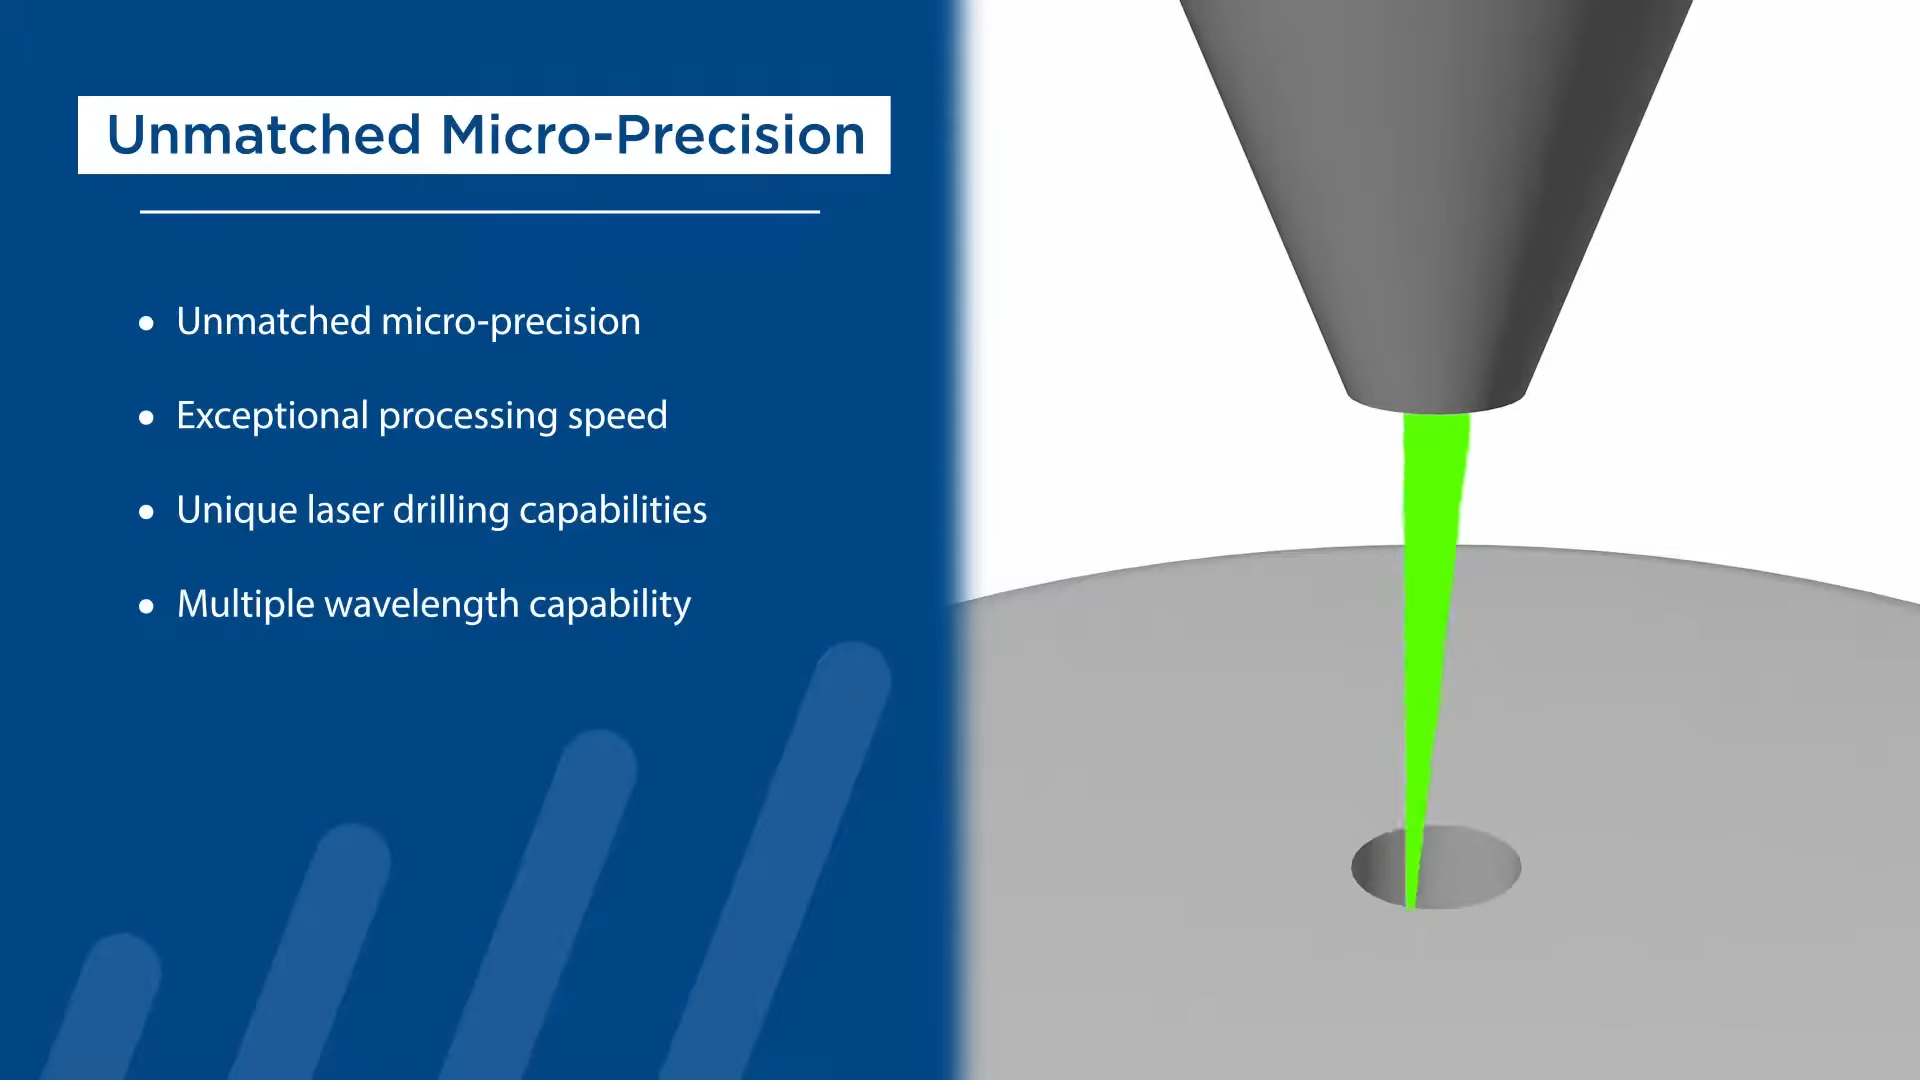 Unmatched Micro-Precision
• Unmatched micro-precision
• Exceptional processing speed
• Unique laser drilling capabilities
• Multiple wavelength capability